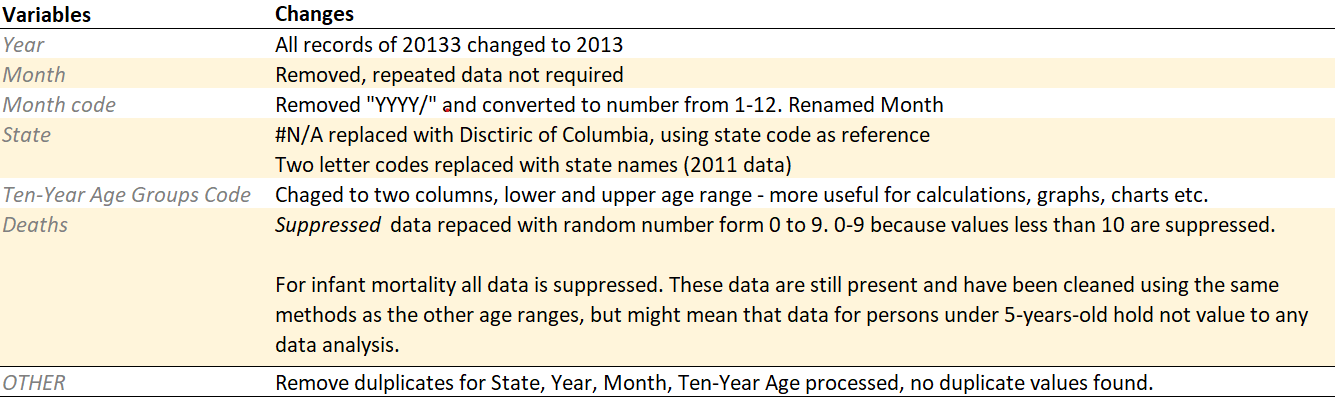 Variables Changes
Year All records of 20133 changed to 2013
Month Removed, repeated data not required
Month code Removed "YYYY/" and converted to number from 1-12. Renamed Month
State #N/A replaced with Disctiric of Columbia, using state code as reference
Two letter codes replaced with state names (2011 data)
Ten-Year Age Groups Code Chaged to two columns, lower and upper age range - more useful for calculations, graphs, charts etc.
Deaths Suppressed data repaced with random number form 0 to 9. 0-9 because values less than 10 are suppressed.
For infant mortality all data is suppressed. These data are still present and have been cleaned using the same
methods as the other age ranges, but might mean that data for persons under 5-years-old hold not value to any
data analysis.
OTHER Remove dulplicates for State, Year, Month, Ten-Year Age processed, no duplicate values found.